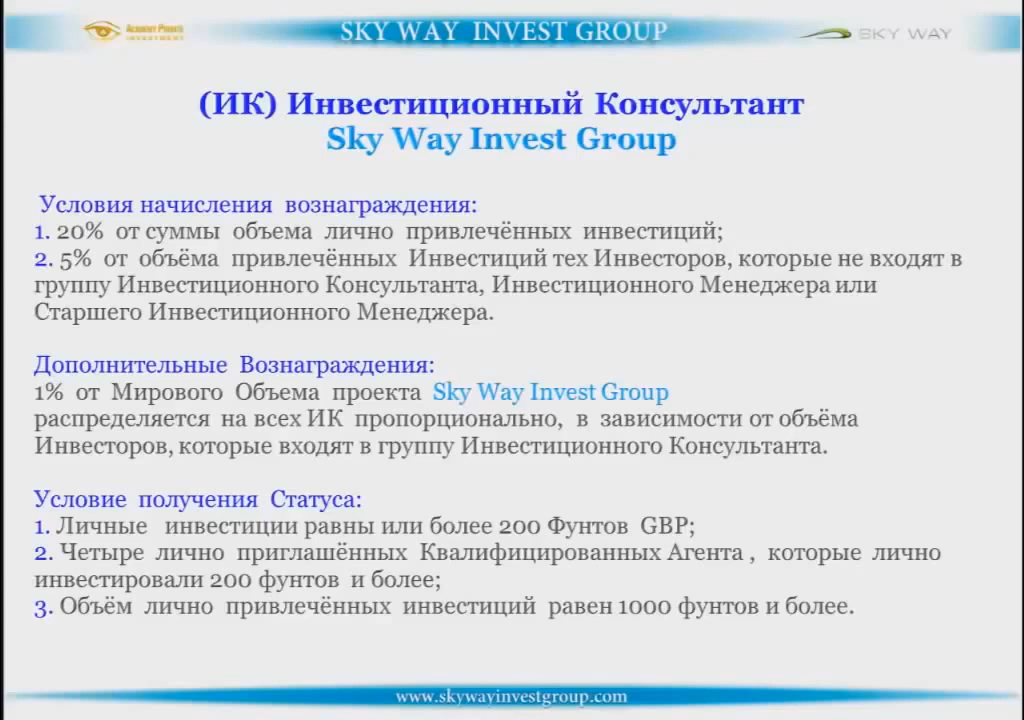 SKY WAY INVEST GROUP
SKY WAY
(ИК) Инвестиционный Консультант
Sky Way Invest Group
Условия начисления вознаграждения:
1. 20% от суммы объема лично привлечённых инвестиций;
2. 5% от объёма привлечённых Инвестиций тех Инвесторов, которые не входят в
группу Инвестиционного Консультанта, Инвестиционного Менеджера или
Старшего Инвестиционного Менеджера.
Дополнительные Вознаграждения:
1% от Мирового Объема проекта Sky Way Invest Group
распределяется на всех ИК пропорционально, в зависимости от объёма
Инвесторов, которые входят в группу Инвестиционного Консультанта.
Условие получения Статуса:
1. Личные инвестиции равны или более 200 Фунтов GBP;
2. Четыре лично приглашённых Квалифицированных Агента , которые лично
инвестировали 200 фунтов и более;
3. Объём лично привлечённых инвестиций равен 1000 фунтов и более.
www.skywayinvestgroup.com